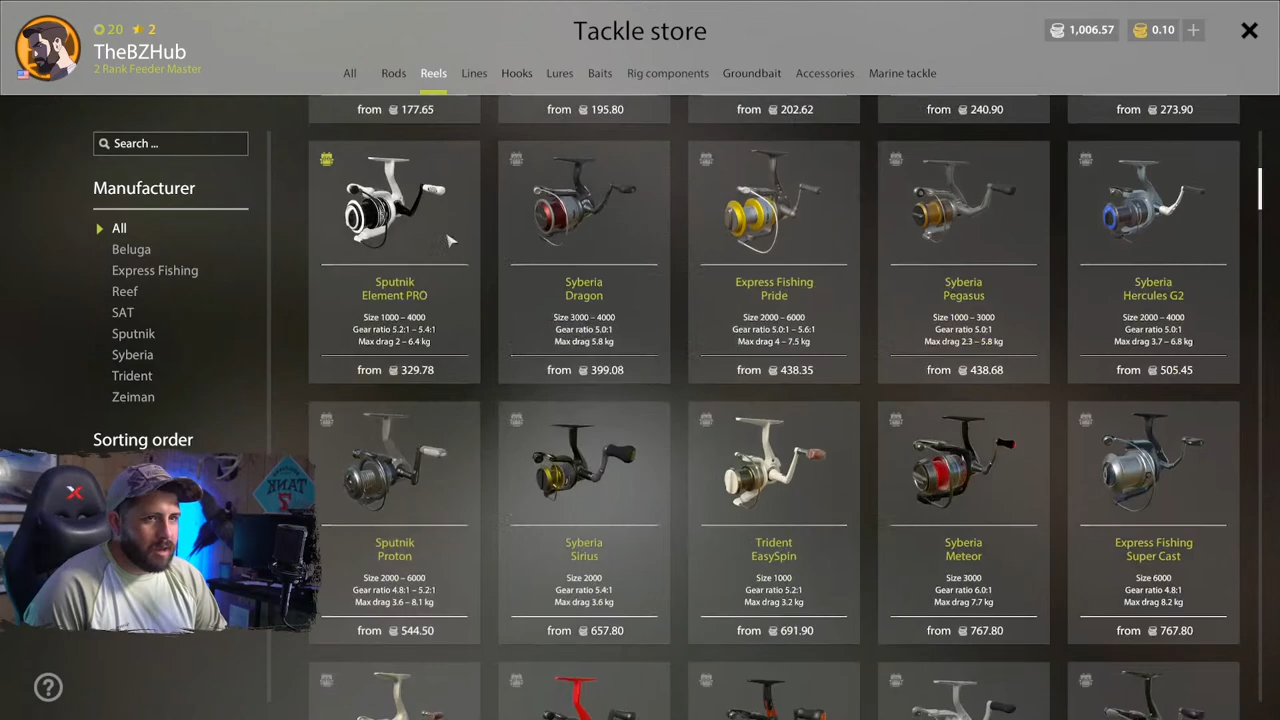 20 2
TheBZHub
2 Rank Feeder Master
Tackle store
1,006.57 0.10 +
All Rods Reels Lines Hooks Lures Baits Rig components Groundbait Accessories Marine tackle
from 177.65
from 195.80
from 202.62
from 240.90
from 273.90
Search ...
Manufacturer
All
Beluga
Express Fishing
Reef
SAT
Sputnik
Syberia
Trident
Zeiman
Sorting order
Sputnik
Element PRO
Size 1000 – 4000
Gear ratio 5.2:1 – 5.4:1
Max drag 2 – 6.4 kg
from 329.78
Syberia
Dragon
Size 3000 – 4000
Gear ratio 5.0:1
Max drag 5.8 kg
from 399.08
Express Fishing
Pride
Size 2000 – 6000
Gear ratio 5.0:1 – 5.6:1
Max drag 4 – 7.5 kg
from 438.35
Syberia
Pegasus
Size 1000 – 3000
Gear ratio 5.0:1
Max drag 2.3 – 5.8 kg
from 438.68
Syberia
Hercules G2
Size 2000 – 4000
Gear ratio 5.0:1
Max drag 3.7 – 6.8 kg
from 505.45
Sputnik
Proton
Size 2000 – 6000
Gear ratio 4.8:1 – 5.2:1
Max drag 3.6 – 8.1 kg
from 544.50
Syberia
Sirius
Size 2000
Gear ratio 5.4:1
Max drag 3.6 kg
from 657.80
Trident
EasySpin
Size 1000
Gear ratio 5.2:1
Max drag 3.2 kg
from 691.90
Syberia
Meteor
Size 3000
Gear ratio 6.0:1
Max drag 7.7 kg
from 767.80
Express Fishing
Super Cast
Size 6000
Gear ratio 4.8:1
Max drag 8.2 kg
from 767.80
TANK
?